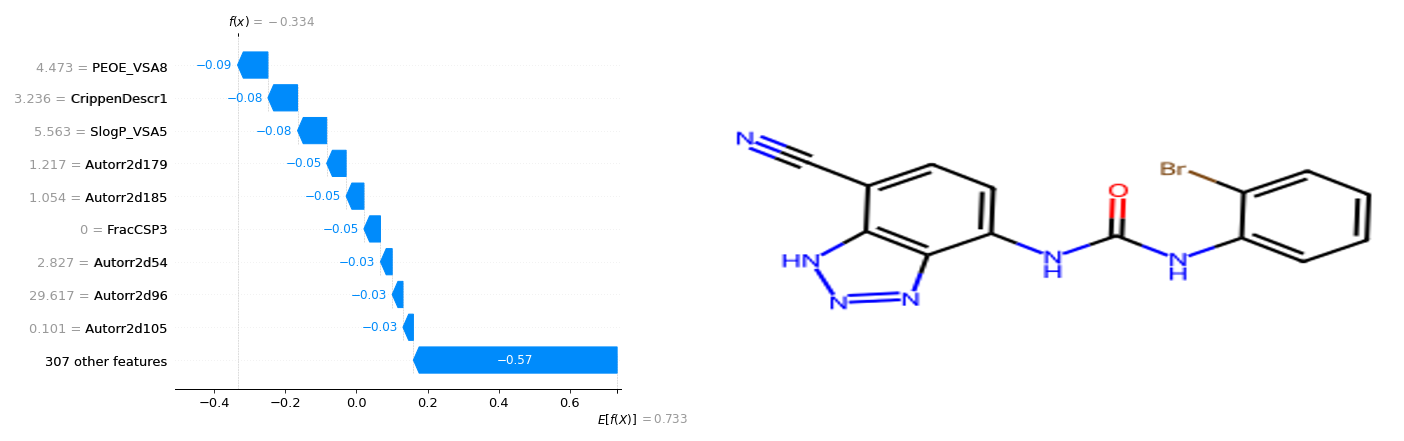 f(x) = −0.334
−0.09
4.473 = PEOE_VSA8
−0.08
3.236 = CrippenDescr1
−0.08
5.563 = SlogP_VSA5
−0.05
1.217 = Autorr2d179
−0.05
1.054 = Autorr2d185
−0.05
0 = FracCSP3
−0.03
2.827 = Autorr2d54
−0.03
29.617 = Autorr2d96
−0.03
0.101 = Autorr2d105
−0.57
307 other features
−0.4 −0.2 0.0 0.2 0.4 0.6
E[f(X)] = 0.733
N
Br
O
HN
N
H
N
H
N
N